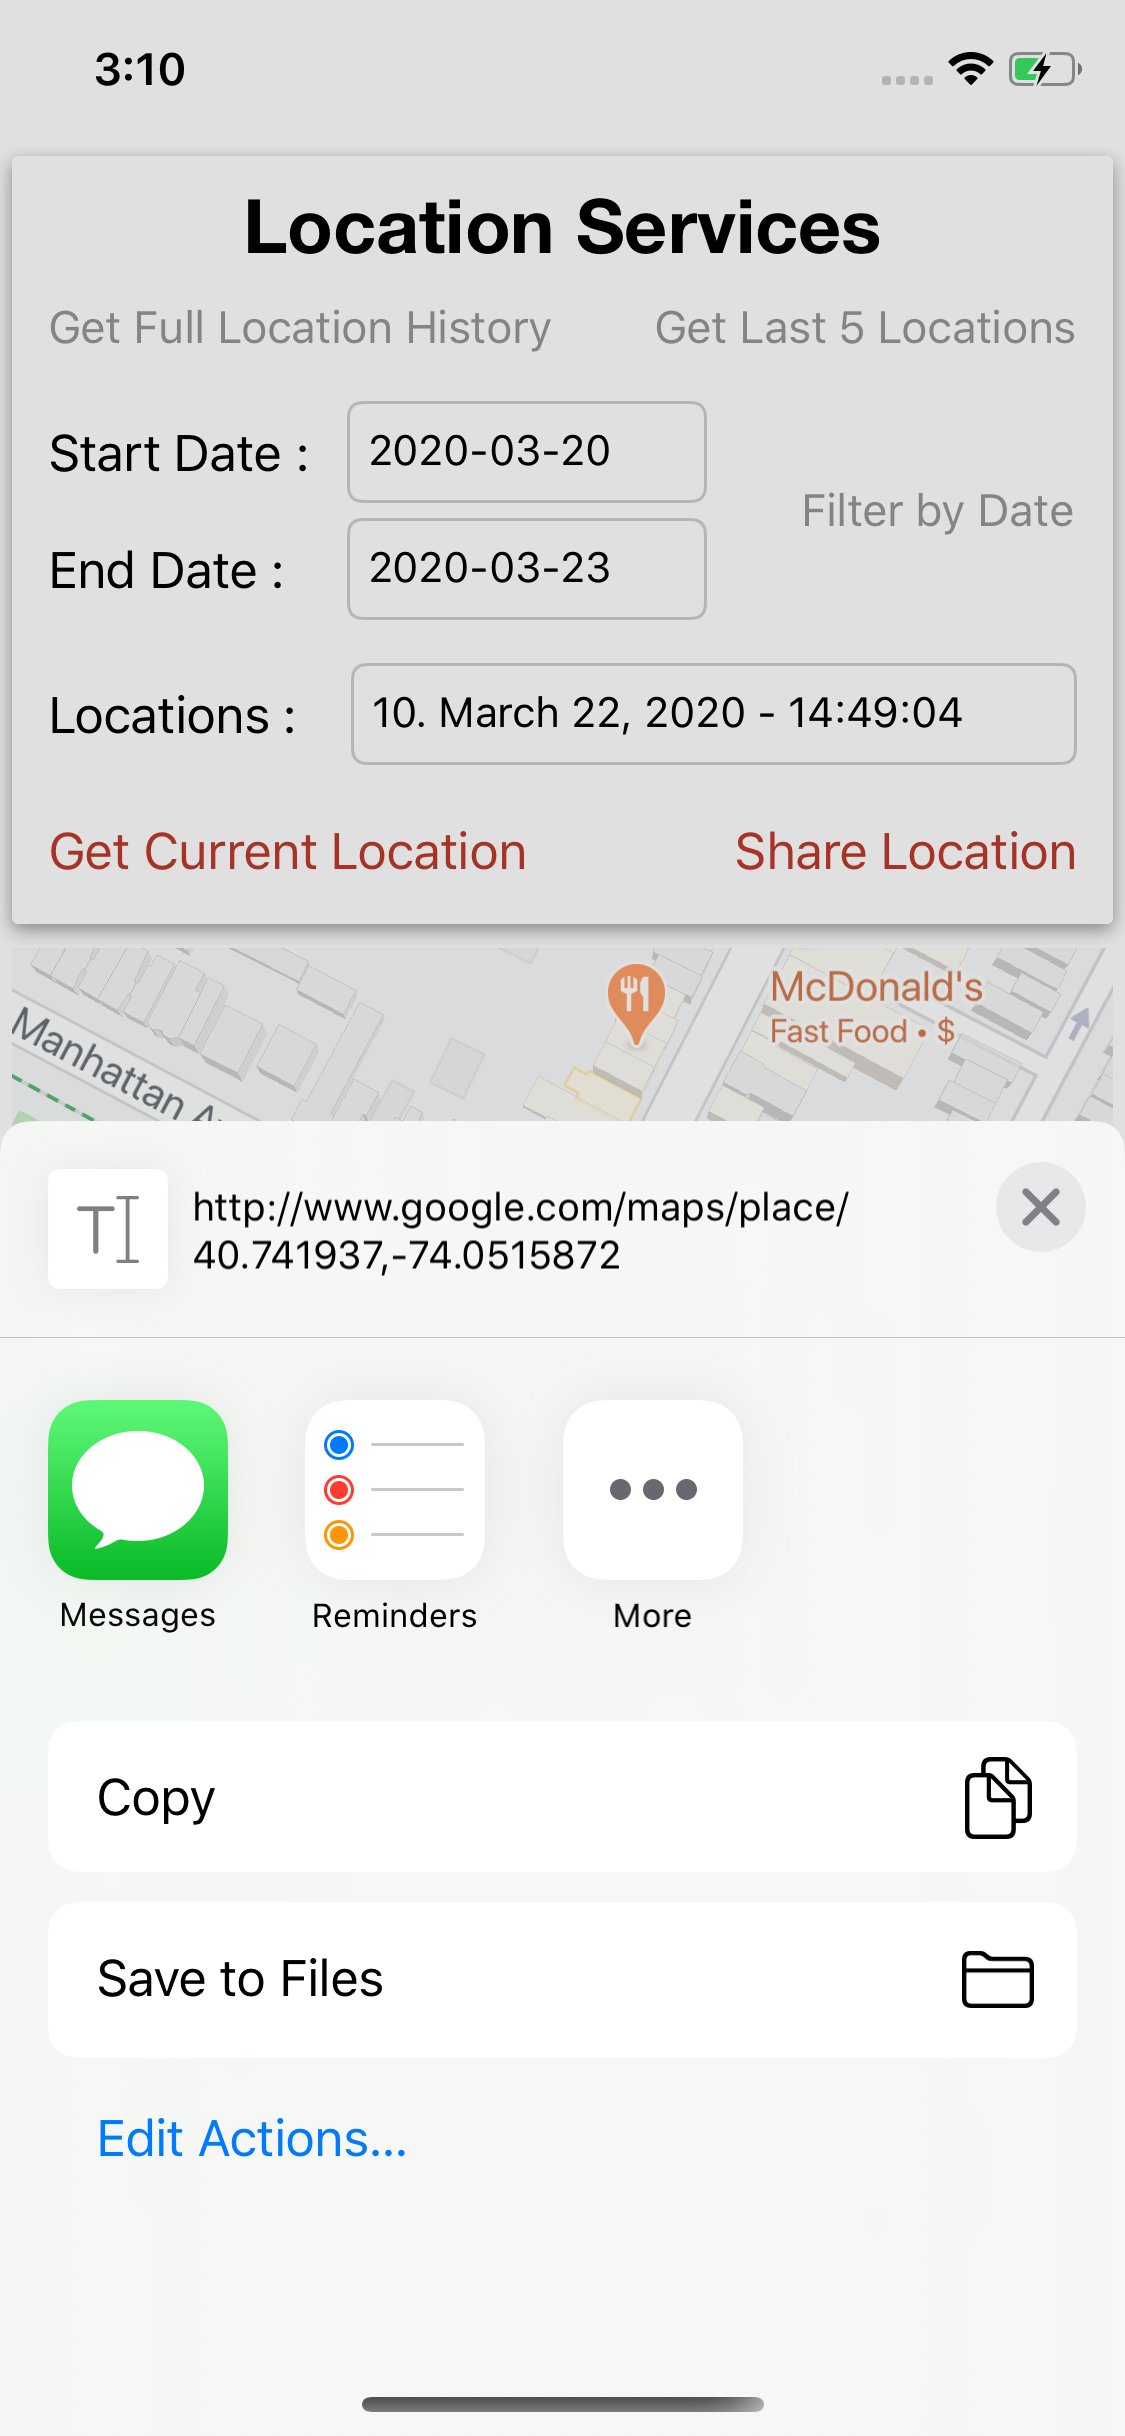 3:10
Location Services
Get Full Location History
Get Last 5 Locations
Start Date :
2020-03-20
Filter by Date
End Date :
2020-03-23
Locations :
10. March 22, 2020 - 14:49:04
Get Current Location
Share Location
McDonald's
Fast Food • $
Manhattan
http://www.google.com/maps/place/
40.741937,-74.0515872
Messages
Reminders
More
Copy
Save to Files
Edit Actions...